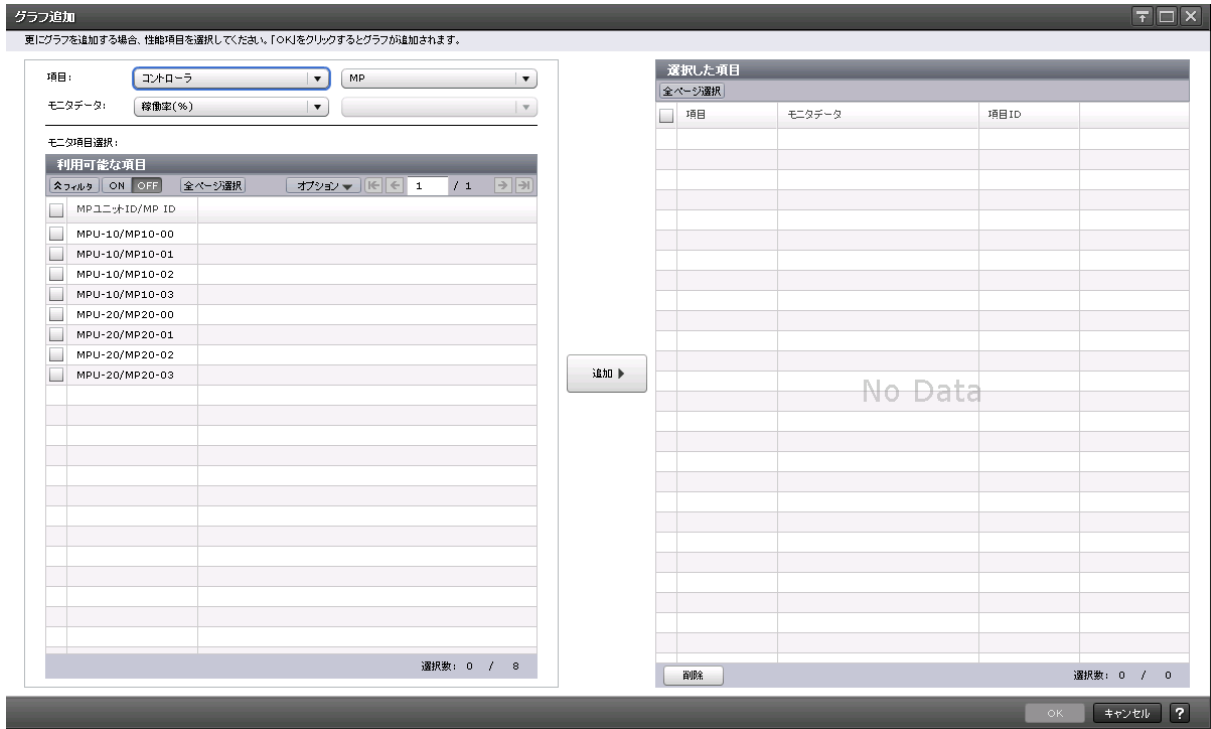 グラフ追加
更にグラフを追加する場合、性能項目を選択してください。「OK」をクリックするとグラフが追加されます。
項目: コントローラ MP
モニタデータ: 稼働率(%)
モニタ項目選択:
利用可能な項目
フィルタ ON OFF 全ページ選択 オプション 1 / 1
MPユニットID/MP ID
MPU-10/MP10-00
MPU-10/MP10-01
MPU-10/MP10-02
MPU-10/MP10-03
MPU-20/MP20-00
MPU-20/MP20-01
MPU-20/MP20-02
MPU-20/MP20-03
選択数: 0 / 8
追加
選択した項目
全ページ選択
項目 モニタデータ 項目ID
No Data
削除 選択数: 0 / 0
OK キャンセル ?